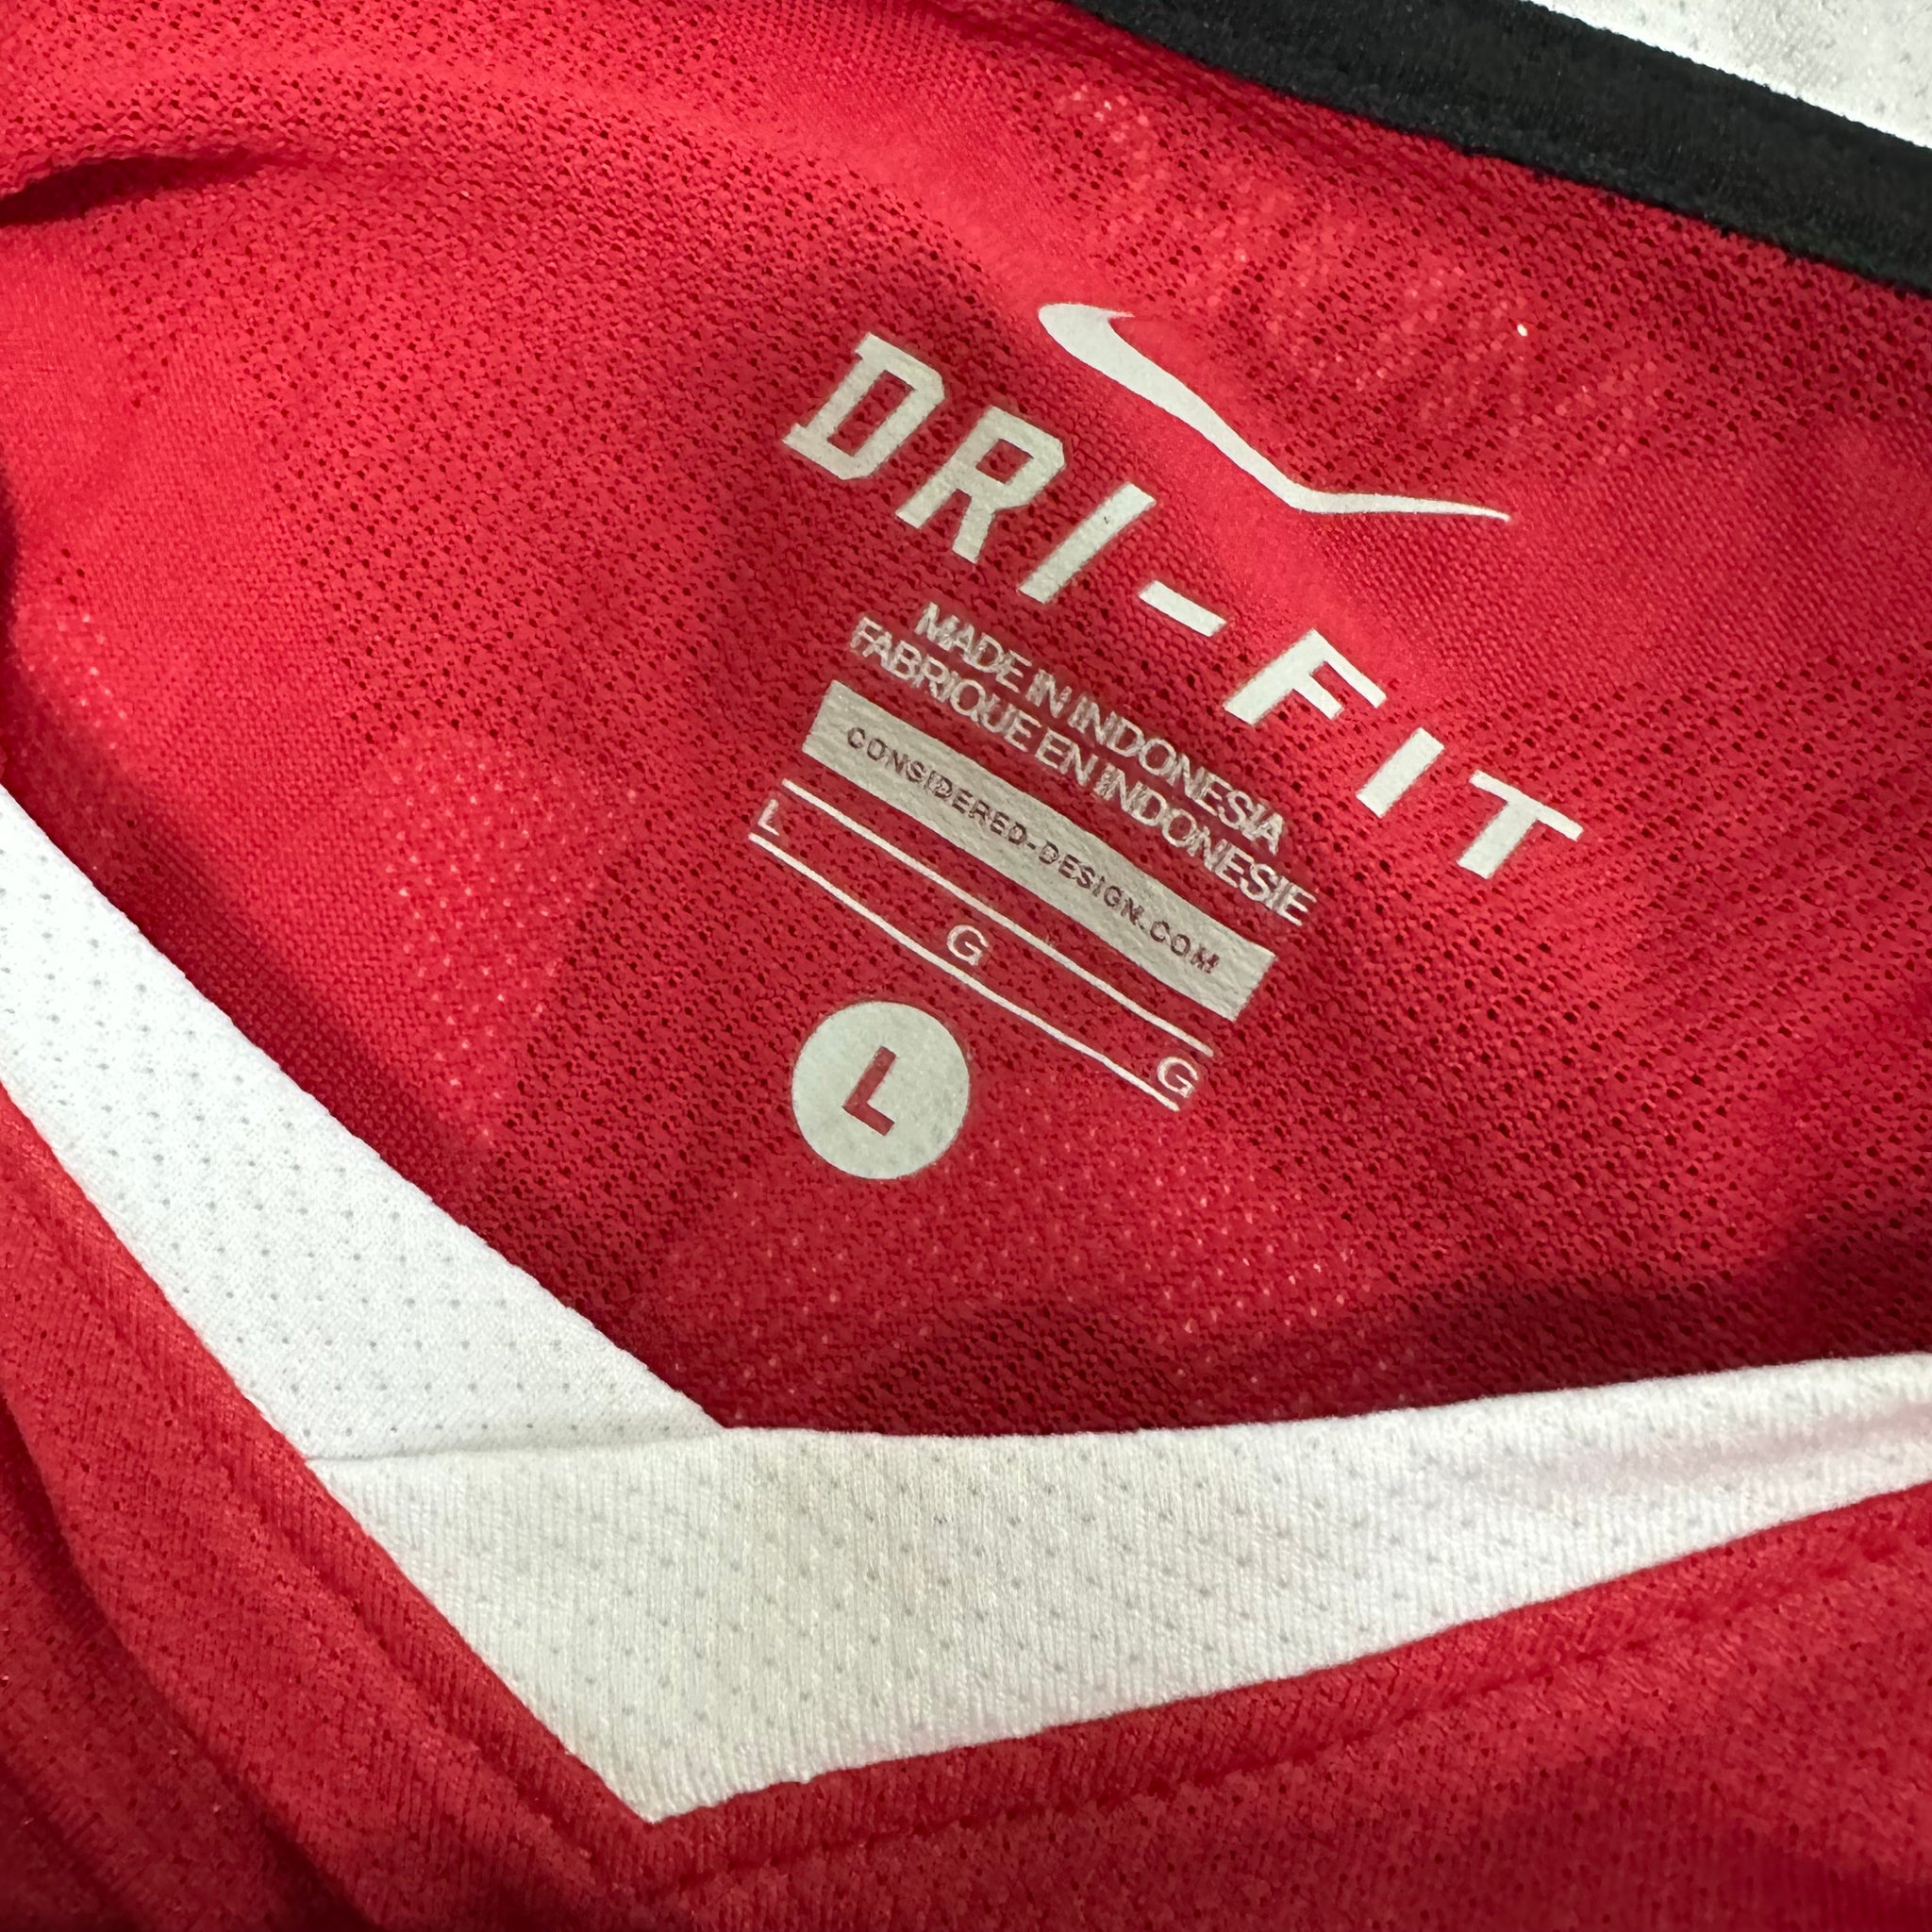 DRI-FIT
MADE IN INDONESIA
FABRIQUE EN INDONESIE
CONSIDERED-DESIGN.COM
L G G
L